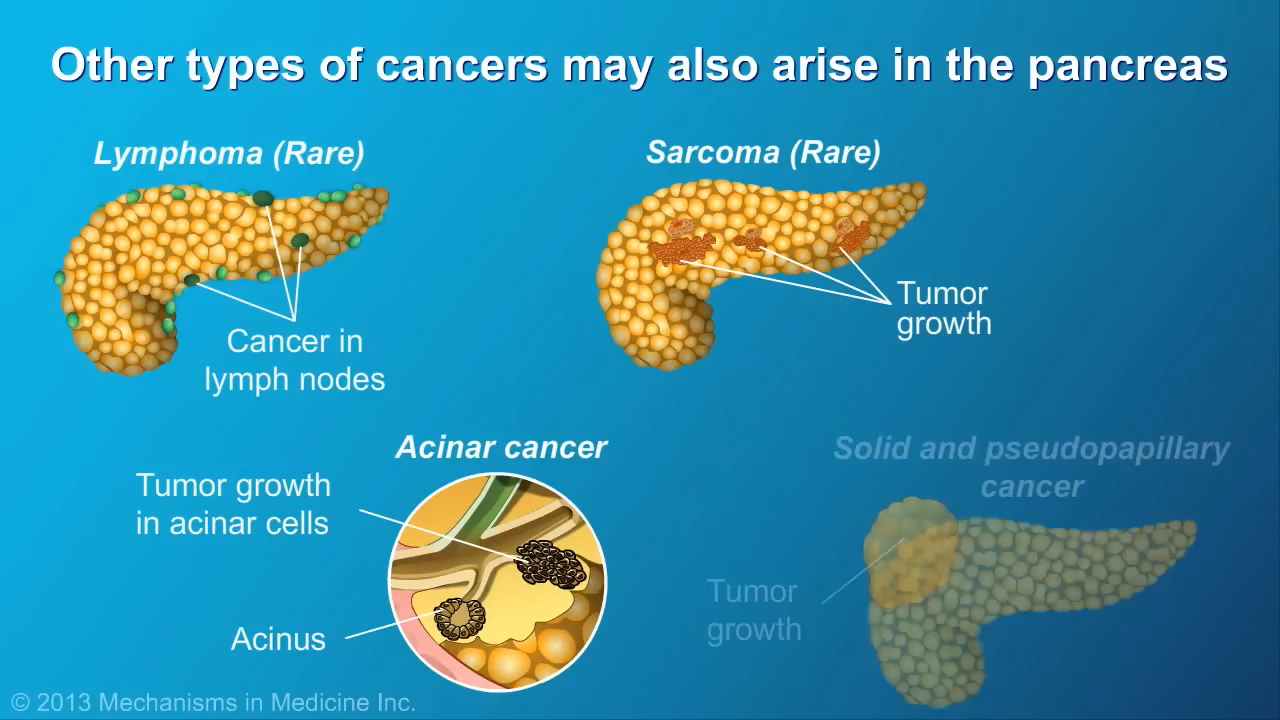 Other types of cancers may also arise in the pancreas
Lymphoma (Rare)
Sarcoma (Rare)
Cancer in
lymph nodes
Tumor
growth
Acinar cancer
Tumor growth
in acinar cells
Acinus
Solid and pseudopapillary
cancer
Tumor
growth
© 2013 Mechanisms in Medicine Inc.